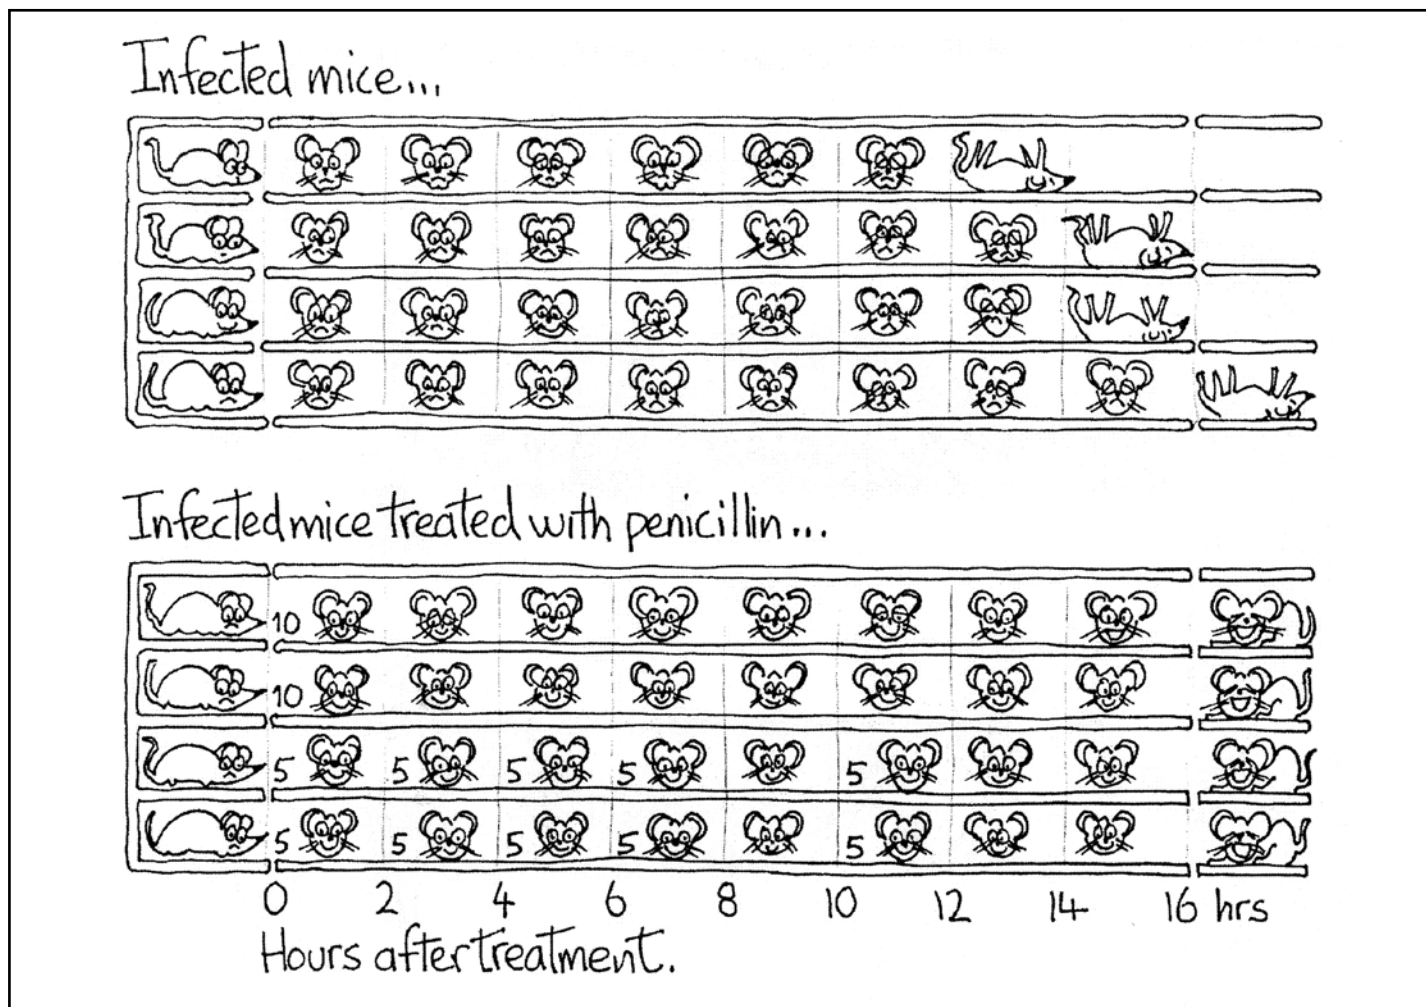 Infected mice...
Infected mice treated with penicillin...
10
10
5 5 5 5 5
5 5 5 5 5
0 2 4 6 8 10 12 14 16 hrs
Hours after treatment.